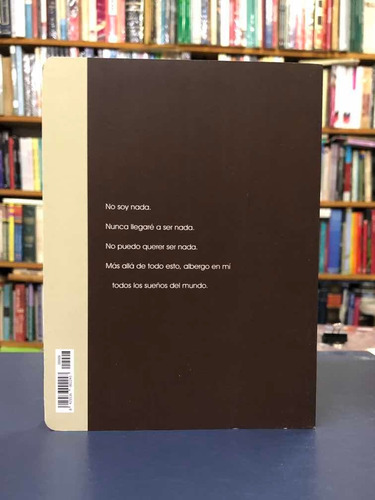 No soy nada.
Nunca llegaré a ser nada.
No puedo querer ser nada.
Más allá de todo esto, albergo en mí
todos los sueños del mundo.